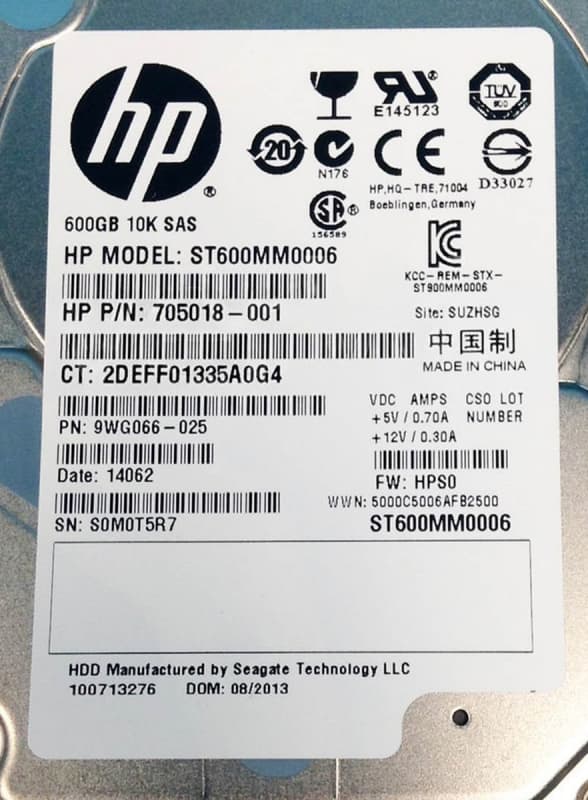 hp
®
E145123
TÜV
20
N176
HP,HQ-TRE,71004
Boeblingen,Germany
D33027
®
156589
600GB 10K SAS
HP MODEL: ST600MM0006
KCC-REM-STX-
ST900MM0006
HP P/N: 705018-001
Site: SUZHSG
中国制
MADE IN CHINA
CT: 2DEFF01335A0G4
VDC AMPS CSO LOT
+5V / 0.70A NUMBER
+12V / 0.30A
PN: 9WG066-025
Date: 14062
FW: HPS0
WWN: 5000C5006AFB2500
SN: S0M0T5R7
ST600MM0006
HDD Manufactured by Seagate Technology LLC
100713276 DOM: 08/2013